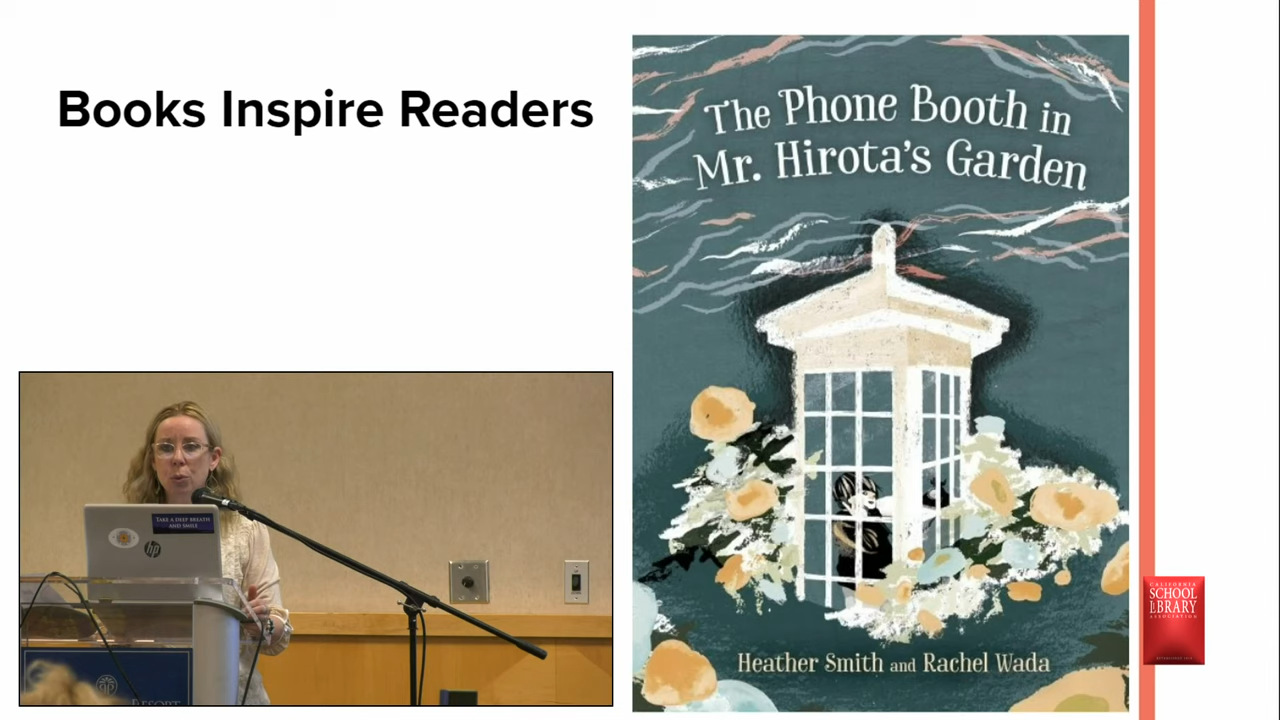 Books Inspire Readers
The Phone Booth in
Mr. Hirota's Garden
Heather Smith and Rachel Wada
TAKE A DEEP BREATH
AND SMILE
hp
RESORT
CALIFORNIA
SCHOOL
LIBRARY
ASSOCIATION